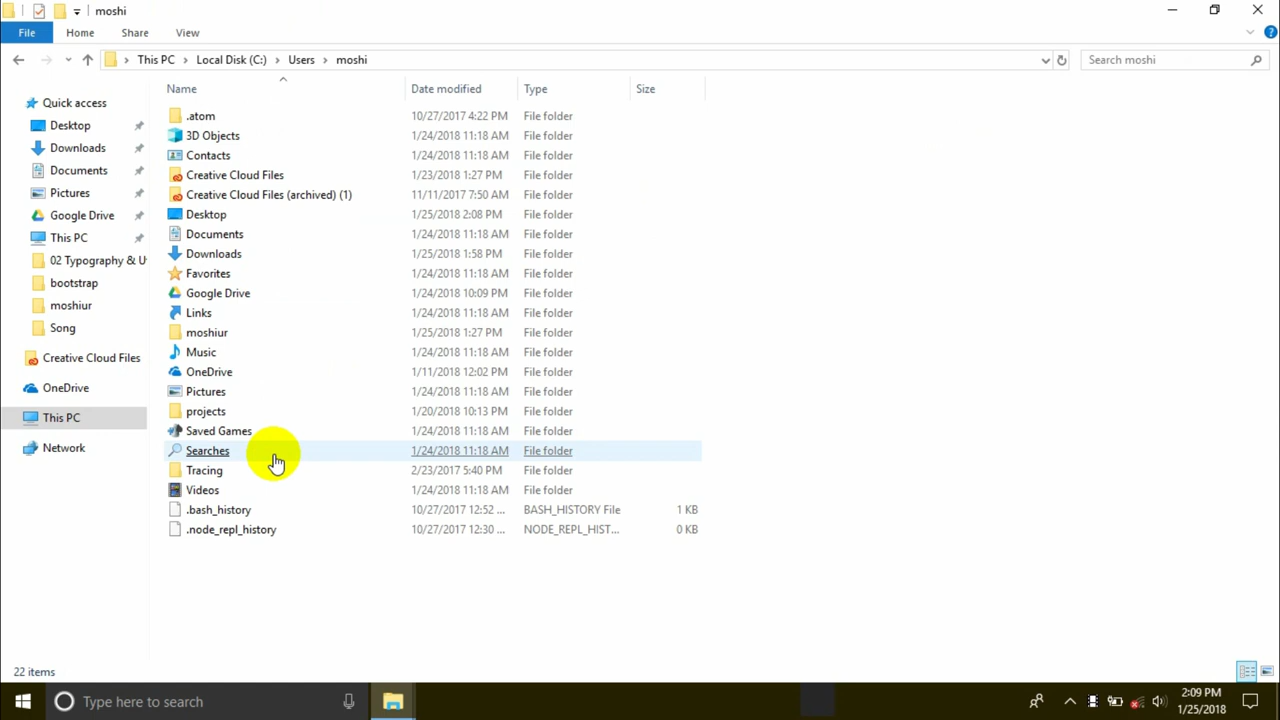 moshi
File Home Share View
This PC Local Disk (C:) Users moshi Search moshi
Name Date modified Type Size
Quick access
Desktop
Downloads
Documents
Pictures
Google Drive
This PC
02 Typography & U
bootstrap
moshiur
Song
Creative Cloud Files
OneDrive
This PC
Network
.atom 10/27/2017 4:22 PM File folder
3D Objects 1/24/2018 11:18 AM File folder
Contacts 1/24/2018 11:18 AM File folder
Creative Cloud Files 1/23/2018 1:27 PM File folder
Creative Cloud Files (archived) (1) 11/11/2017 7:50 AM File folder
Desktop 1/25/2018 2:08 PM File folder
Documents 1/24/2018 11:18 AM File folder
Downloads 1/25/2018 1:58 PM File folder
Favorites 1/24/2018 11:18 AM File folder
Google Drive 1/24/2018 10:09 PM File folder
Links 1/24/2018 11:18 AM File folder
moshiur 1/25/2018 1:27 PM File folder
Music 1/24/2018 11:18 AM File folder
OneDrive 1/11/2018 12:02 PM File folder
Pictures 1/24/2018 11:18 AM File folder
projects 1/20/2018 10:13 PM File folder
Saved Games 1/24/2018 11:18 AM File folder
Searches 1/24/2018 11:18 AM File folder
Tracing 2/23/2017 5:40 PM File folder
Videos 1/24/2018 11:18 AM File folder
.bash_history 10/27/2017 12:52 ... BASH_HISTORY File 1 KB
.node_repl_history 10/27/2017 12:30 ... NODE_REPL_HIST... 0 KB
22 items
Type here to search
2:09 PM
1/25/2018